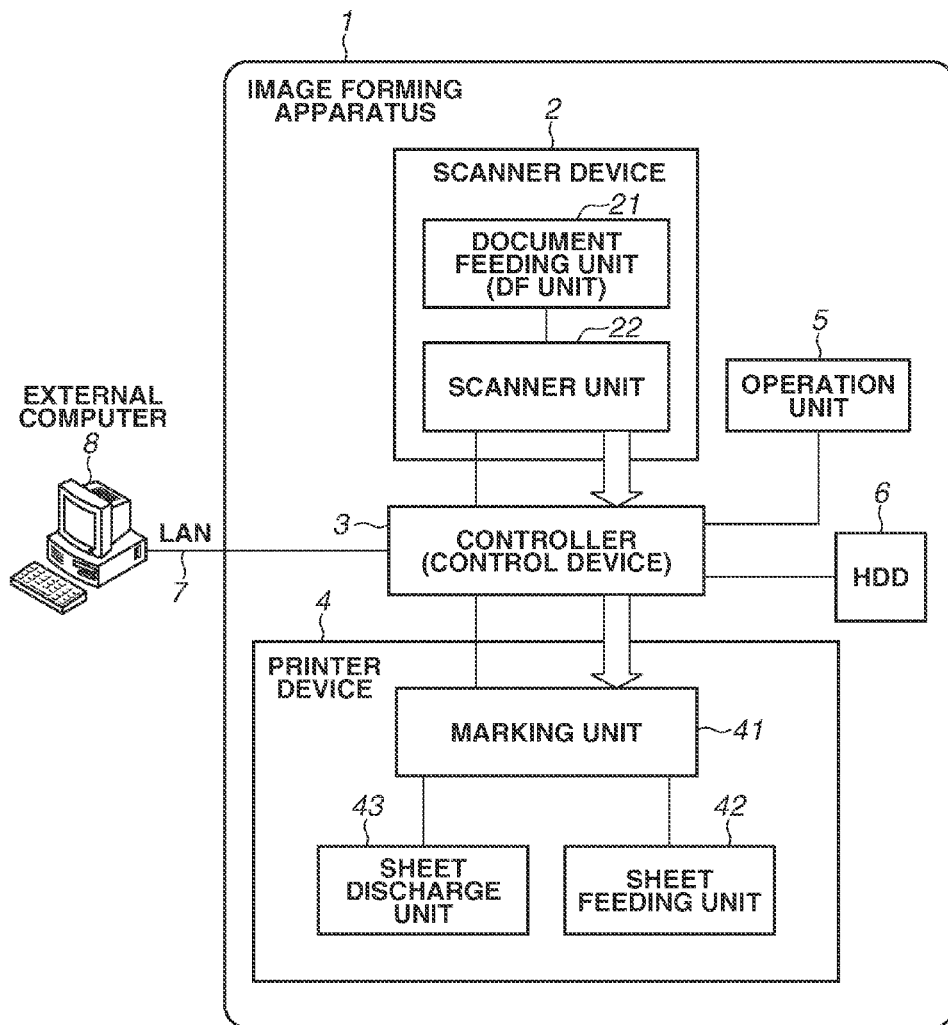 1
IMAGE FORMING
APPARATUS
2
SCANNER DEVICE
21
DOCUMENT
FEEDING UNIT
(DF UNIT)
22
SCANNER UNIT
5
OPERATION
UNIT
EXTERNAL
COMPUTER
8
LAN
7
3
CONTROLLER
(CONTROL DEVICE)
6
HDD
4
PRINTER
DEVICE
MARKING UNIT
41
43
SHEET
DISCHARGE
UNIT
42
SHEET
FEEDING UNIT